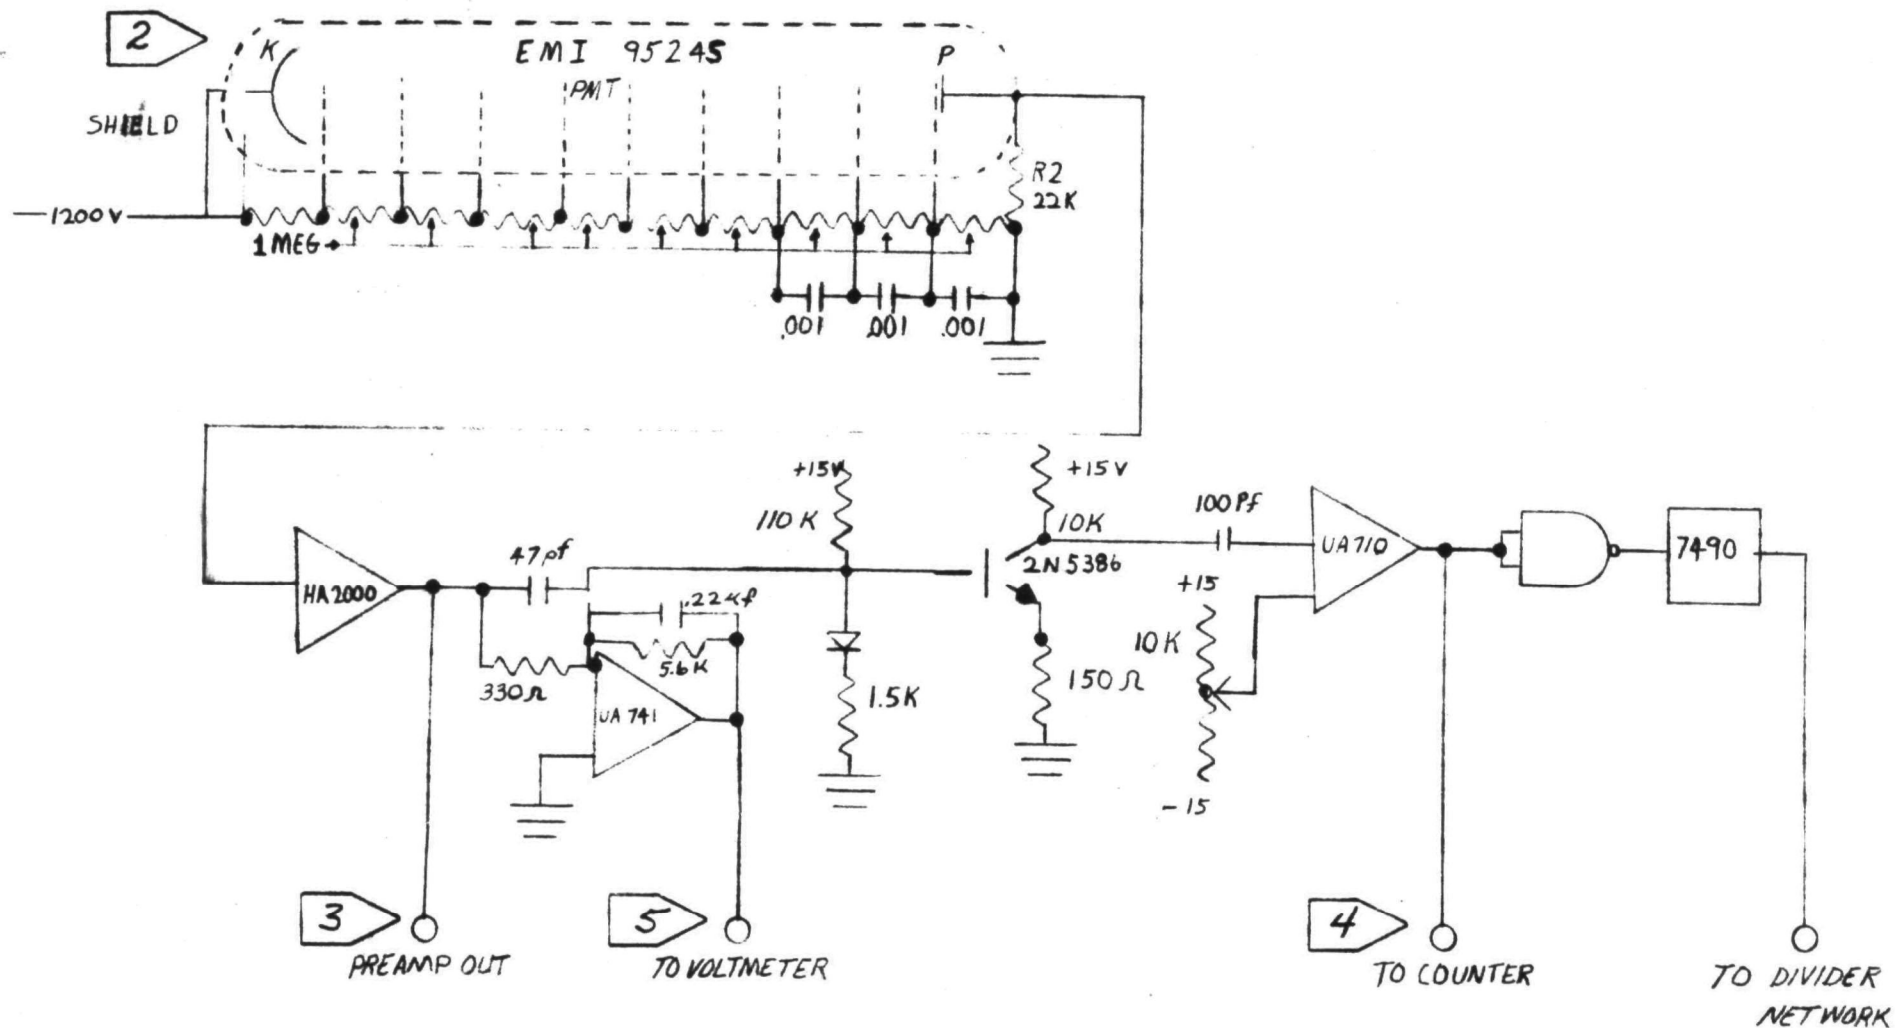 2
K
EMI 9524S
P
PMT
SHIELD
R2
22K
-1200V
1 MEG
.001
.001
.001
+15V
+15V
110K
10K
100Pf
47pf
2N5386
UA710
7490
HA2000
.22uf
+15
5.6K
10K
330Ω
1.5K
150Ω
UA741
-15
3
5
4
PREAMP OUT
TO VOLTMETER
TO COUNTER
TO DIVIDER
NETWORK